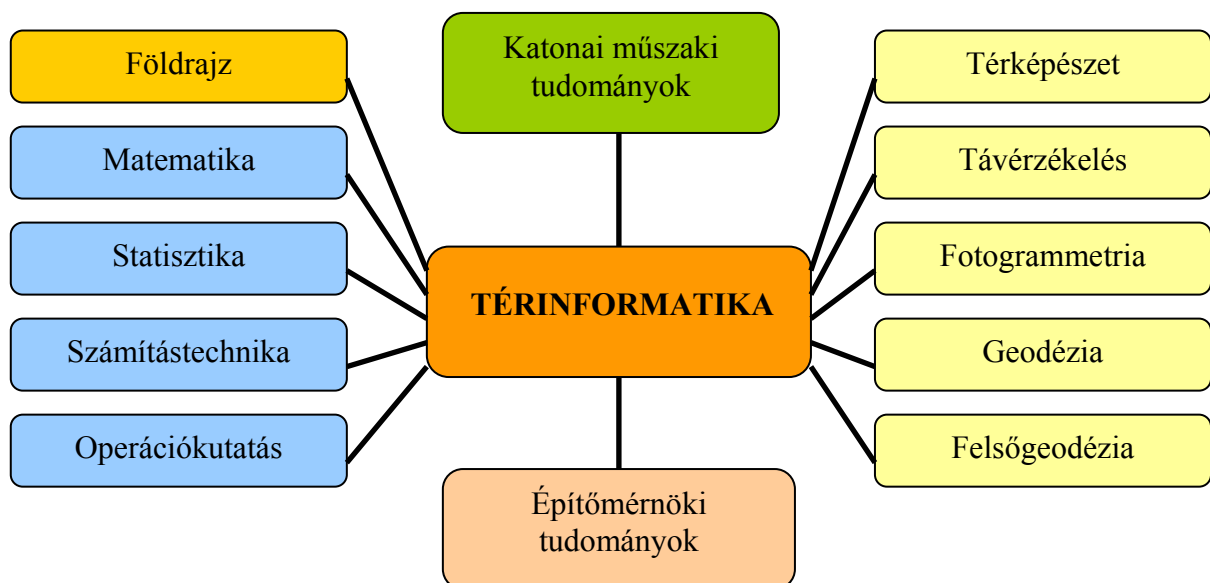 Földrajz
Matematika
Statisztika
Számítástechnika
Operációkutatás
Katonai műszaki
tudományok
TÉRINFORMATIKA
Építőmérnöki
tudományok
Térképészet
Távérzékelés
Fotogrammetria
Geodézia
Felsőgeodézia